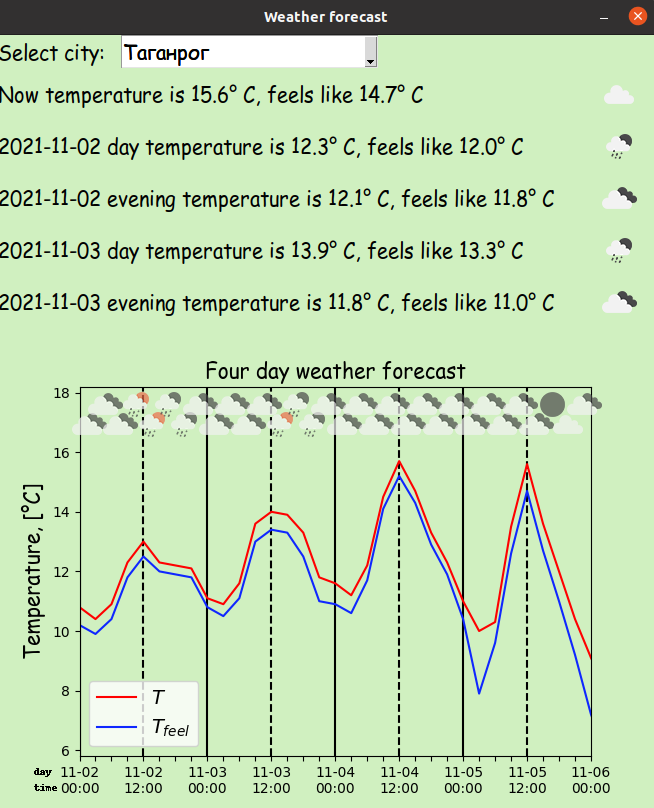 Weather forecast
Select city: Таганрог
Now temperature is 15.6° C, feels like 14.7° C
2021-11-02 day temperature is 12.3° C, feels like 12.0° C
2021-11-02 evening temperature is 12.1° C, feels like 11.8° C
2021-11-03 day temperature is 13.9° C, feels like 13.3° C
2021-11-03 evening temperature is 11.8° C, feels like 11.0° C
Four day weather forecast
Temperature, [°C]
18
16
14
12
10
8
6
T
T_feel
day 11-02 11-02 11-03 11-03 11-04 11-04 11-05 11-05 11-06
time 00:00 12:00 00:00 12:00 00:00 12:00 00:00 12:00 00:00